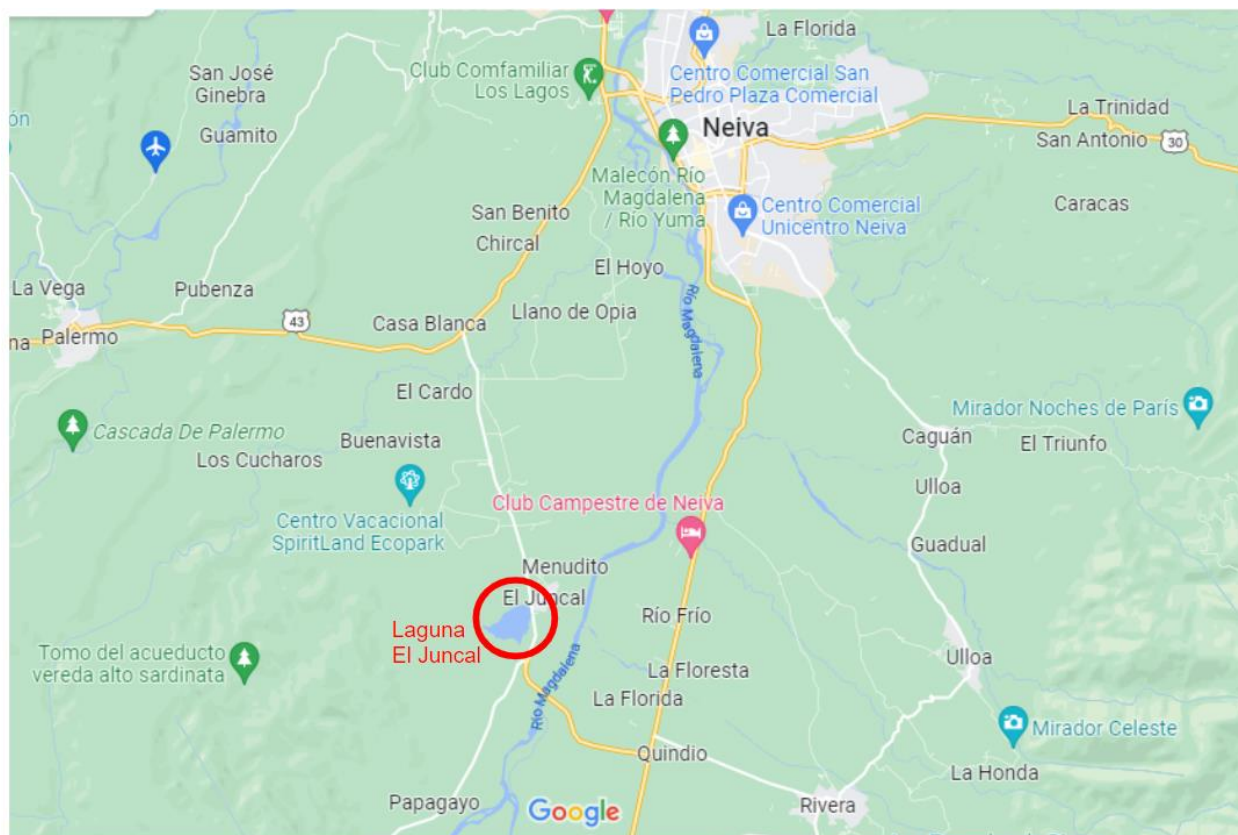 La Florida
San José
Ginebra
Club Comfamiliar
Los Lagos
Centro Comercial San
Pedro Plaza Comercial
La Trinidad
ón
Guamito
Neiva
San Antonio
30
Malecón Río
Magdalena
/ Río Yuma
San Benito
Centro Comercial
Unicentro Neiva
Caracas
Chircal
El Hoyo
La Vega
Pubenza
Llano de Opia
Río Magdalena
43
Casa Blanca
na
Palermo
El Cardo
Mirador Noches de París
Cascada De Palermo
Buenavista
Caguán
El Triunfo
Los Cucharos
Ulloa
Club Campestre de Neiva
Centro Vacacional
SpiritLand Ecopark
Guadual
Menudito
El Juncal
Río Frío
Laguna
El Juncal
Tomo del acueducto
vereda alto sardinata
Ulloa
La Floresta
Río Magdalena
La Florida
Mirador Celeste
Quindio
La Honda
Papagayo
Google
Rivera